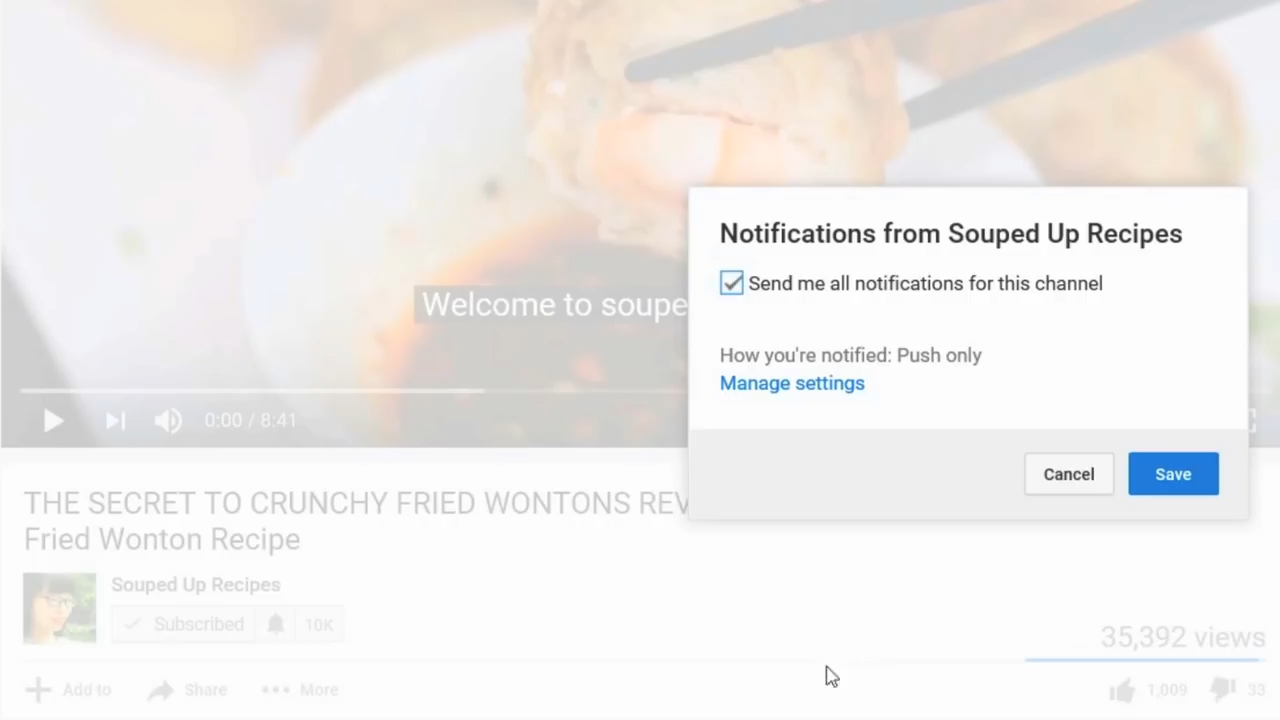 Welcome to soupe
Notifications from Souped Up Recipes
Send me all notifications for this channel
How you're notified: Push only
Manage settings
0:00 / 8:41
Cancel
Save
THE SECRET TO CRUNCHY FRIED WONTONS REV
Fried Wonton Recipe
Souped Up Recipes
Subscribed 10K
35,392 views
Add to Share More 1,009 33